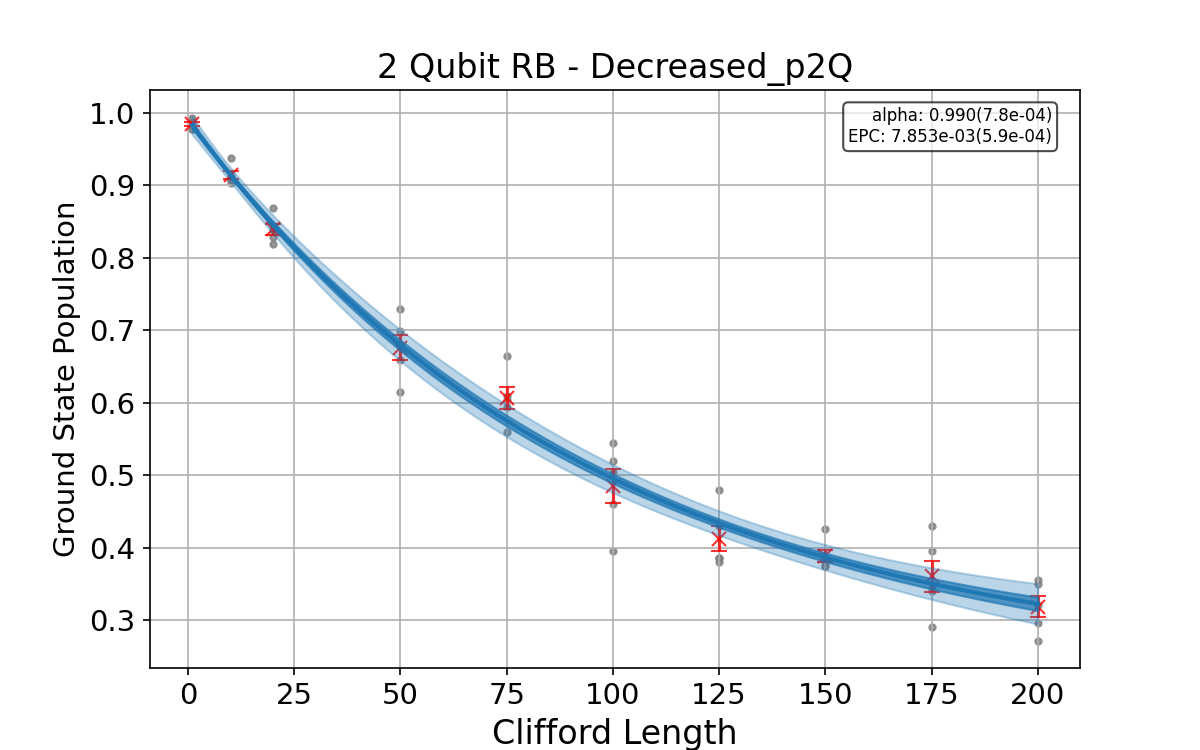 2 Qubit RB - Decreased_p2Q
alpha: 0.990(7.8e-04)
EPC: 7.853e-03(5.9e-04)
Ground State Population
1.0
0.9
0.8
0.7
0.6
0.5
0.4
0.3
0 25 50 75 100 125 150 175 200
Clifford Length